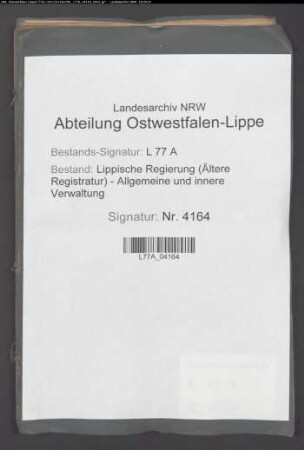 Landesarchiv NRW
Abteilung Ostwestfalen-Lippe
Bestands-Signatur: L 77 A
Bestand: Lippische Regierung (Ältere
Registratur) - Allgemeine und innere
Verwaltung
Signatur: Nr. 4164
L77A_04164